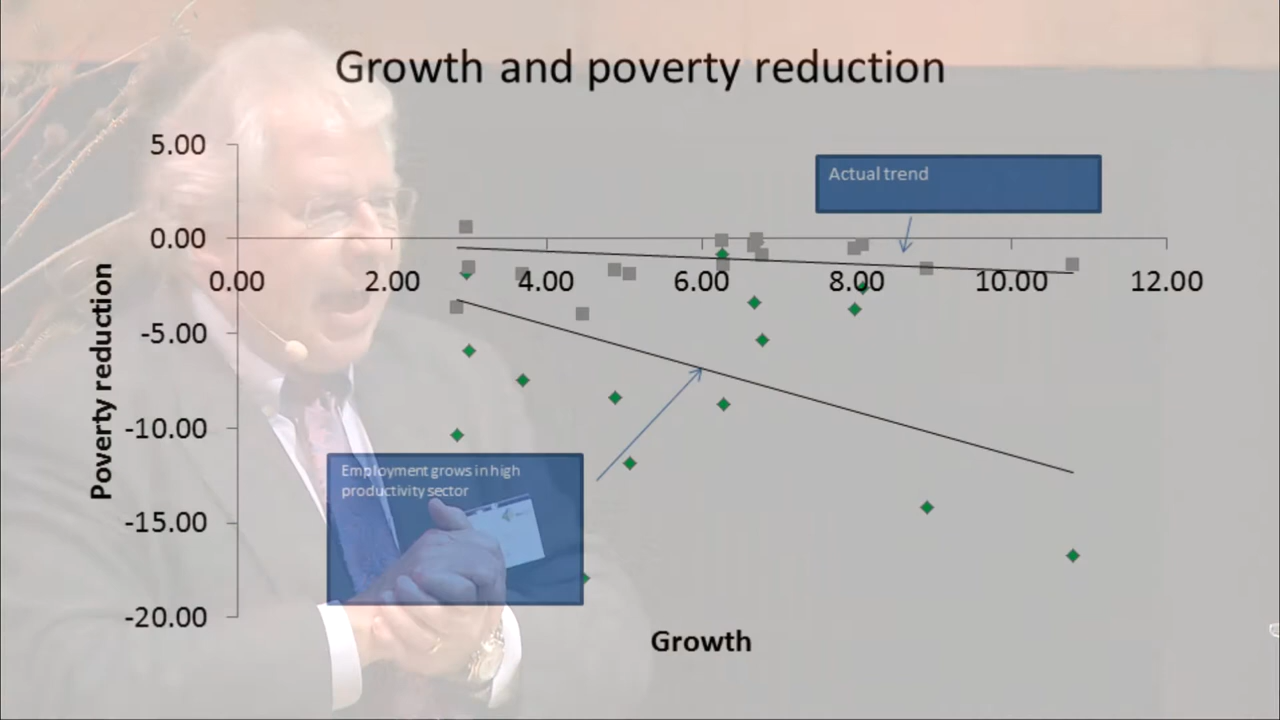 Growth and poverty reduction
5.00
Actual trend
0.00
0.00 2.00 4.00 6.00 8.00 10.00 12.00
Poverty reduction
-5.00
-10.00
Employment grows in high
productivity sector
-15.00
-20.00
Growth